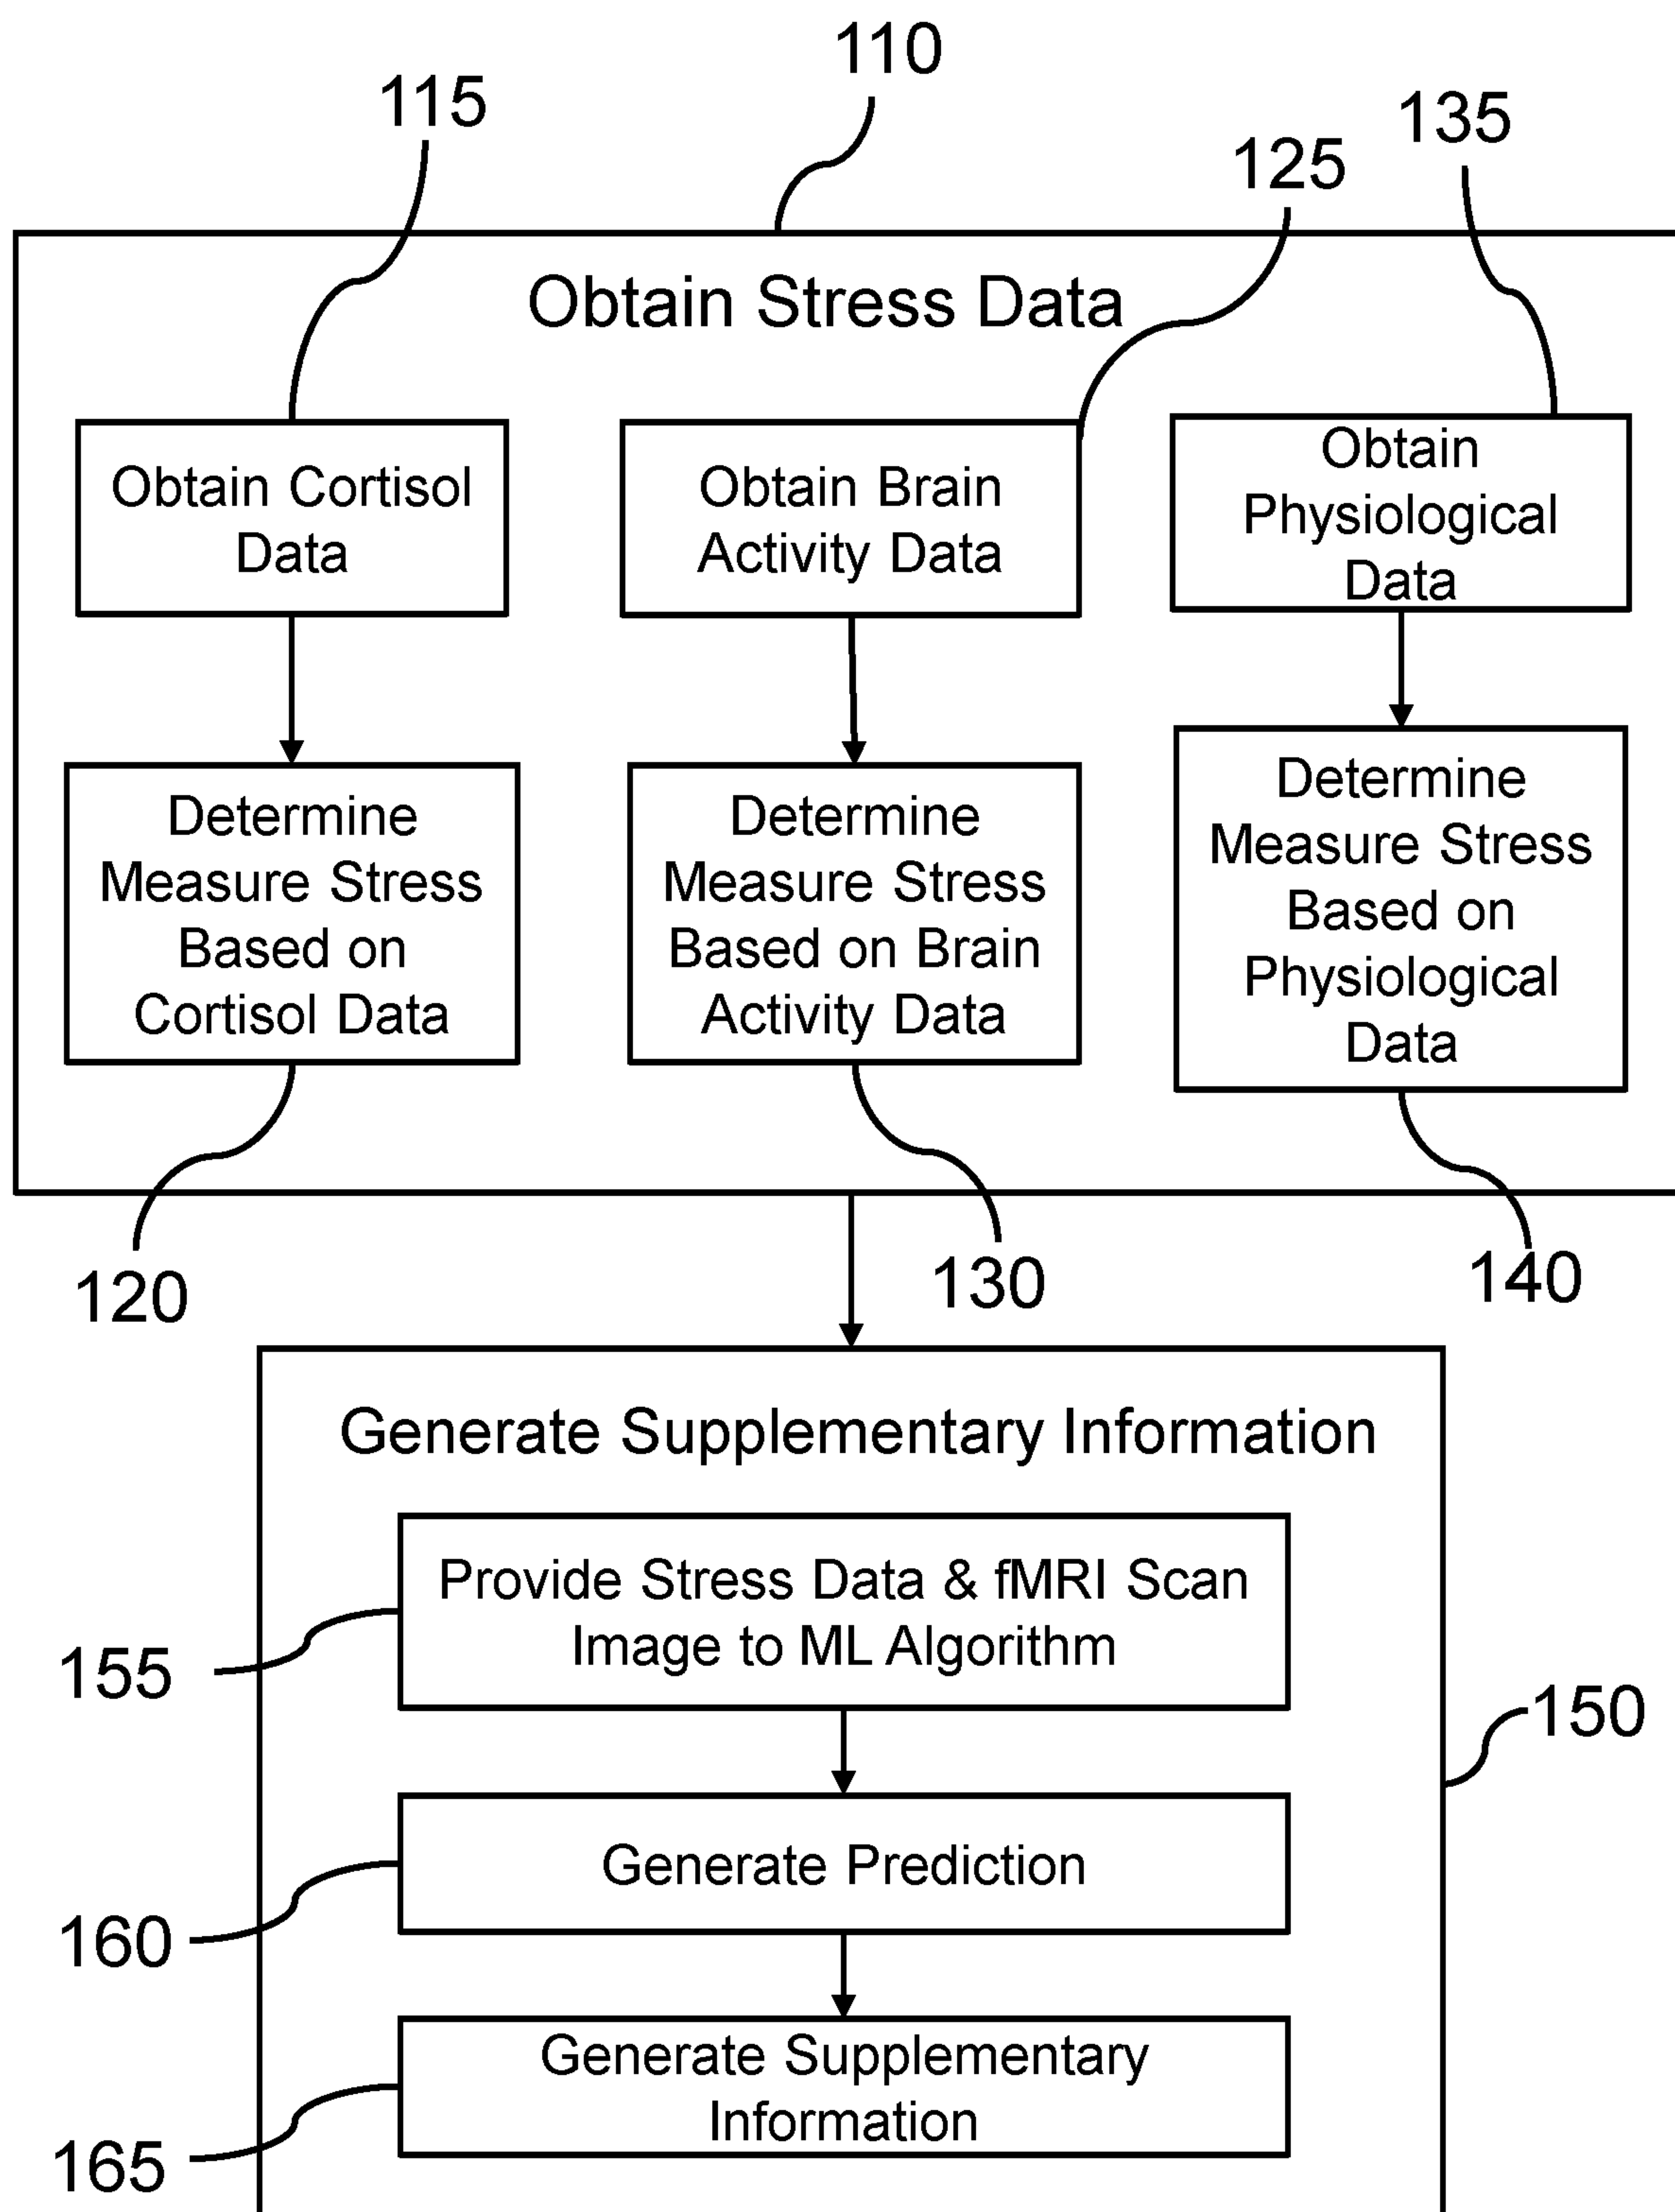 110
115
135
125
Obtain Stress Data
Obtain Cortisol
Data
Obtain Brain
Activity Data
Obtain
Physiological
Data
Determine
Measure Stress
Based on
Cortisol Data
Determine
Measure Stress
Based on Brain
Activity Data
Determine
Measure Stress
Based on
Physiological
Data
120
130
140
Generate Supplementary Information
Provide Stress Data & fMRI Scan
Image to ML Algorithm
155
150
Generate Prediction
160
Generate Supplementary
Information
165